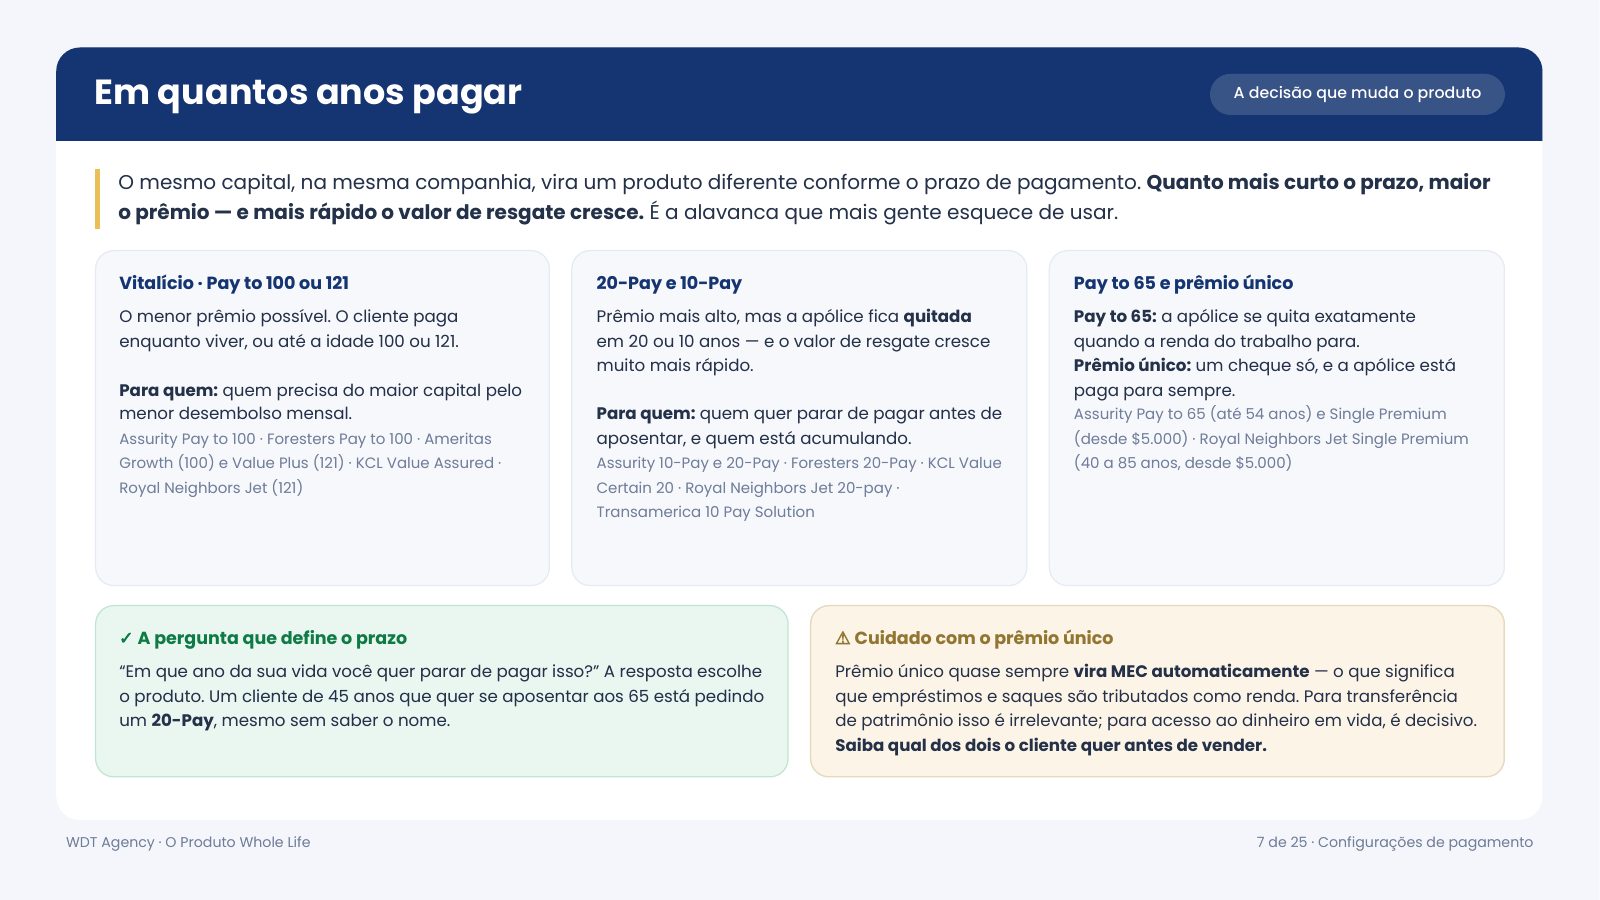 Em quantos anos pagar
A decisão que muda o produto
O mesmo capital, na mesma companhia, vira um produto diferente conforme o prazo de pagamento. Quanto mais curto o prazo, maior
o prêmio — e mais rápido o valor de resgate cresce. É a alavanca que mais gente esquece de usar.
Vitalício · Pay to 100 ou 121
O menor prêmio possível. O cliente paga
enquanto viver, ou até a idade 100 ou 121.
Para quem: quem precisa do maior capital pelo
menor desembolso mensal.
Assurity Pay to 100 · Foresters Pay to 100 · Ameritas
Growth (100) e Value Plus (121) · KCL Value Assured ·
Royal Neighbors Jet (121)
20-Pay e 10-Pay
Prêmio mais alto, mas a apólice fica quitada
em 20 ou 10 anos — e o valor de resgate cresce
muito mais rápido.
Para quem: quem quer parar de pagar antes de
aposentar, e quem está acumulando.
Assurity 10-Pay e 20-Pay · Foresters 20-Pay · KCL Value
Certain 20 · Royal Neighbors Jet 20-pay ·
Transamerica 10 Pay Solution
Pay to 65 e prêmio único
Pay to 65: a apólice se quita exatamente
quando a renda do trabalho para.
Prêmio único: um cheque só, e a apólice está
paga para sempre.
Assurity Pay to 65 (até 54 anos) e Single Premium
(desde $5.000) · Royal Neighbors Jet Single Premium
(40 a 85 anos, desde $5.000)
✓ A pergunta que define o prazo
“Em que ano da sua vida você quer parar de pagar isso?” A resposta escolhe
o produto. Um cliente de 45 anos que quer se aposentar aos 65 está pedindo
um 20-Pay, mesmo sem saber o nome.
⚠ Cuidado com o prêmio único
Prêmio único quase sempre vira MEC automaticamente — o que significa
que empréstimos e saques são tributados como renda. Para transferência
de patrimônio isso é irrelevante; para acesso ao dinheiro em vida, é decisivo.
Saiba qual dos dois o cliente quer antes de vender.
WDT Agency · O Produto Whole Life
7 de 25 · Configurações de pagamento